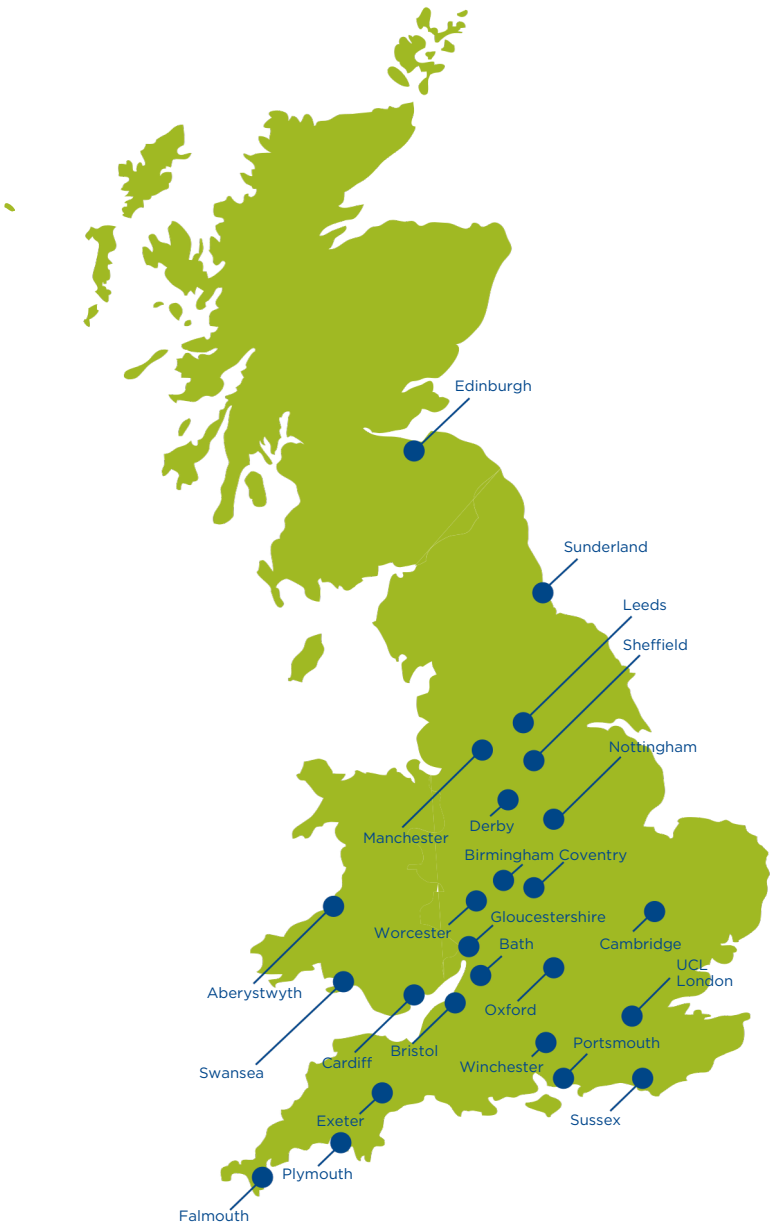 Edinburgh
Sunderland
Leeds
Sheffield
Nottingham
Derby
Manchester
Birmingham
Coventry
Gloucestershire
Worcester
Bath
Cambridge
UCL
London
Aberystwyth
Oxford
Portsmouth
Bristol
Cardiff
Winchester
Swansea
Sussex
Exeter
Plymouth
Falmouth